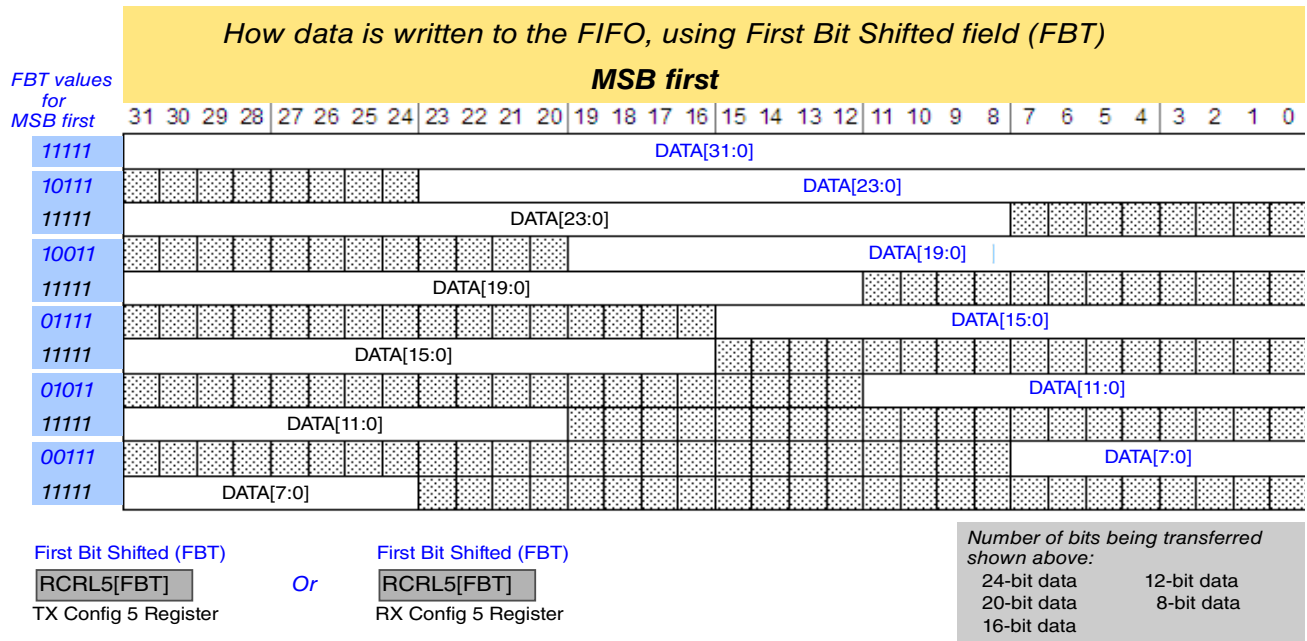 How data is written to the FIFO, using First Bit Shifted field (FBT)
MSB first
FBT values
for
MSB first
31 30 29 28 27 26 25 24 23 22 21 20 19 18 17 16 15 14 13 12 11 10 9 8 7 6 5 4 3 2 1 0
11111 DATA[31:0]
10111 DATA[23:0]
11111 DATA[23:0]
10011 DATA[19:0]
11111 DATA[19:0]
01111 DATA[15:0]
11111 DATA[15:0]
01011 DATA[11:0]
11111 DATA[11:0]
00111 DATA[7:0]
11111 DATA[7:0]
First Bit Shifted (FBT) First Bit Shifted (FBT)
RCRL5[FBT] Or RCRL5[FBT]
TX Config 5 Register RX Config 5 Register
Number of bits being transferred
shown above:
24-bit data 12-bit data
20-bit data 8-bit data
16-bit data